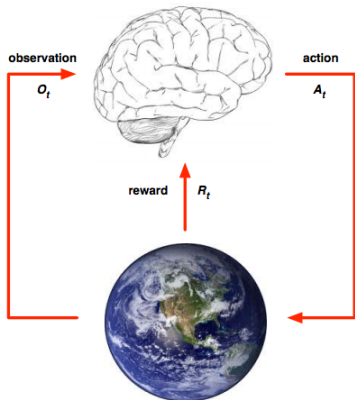 observation
action
O_t
A_t
reward R_t